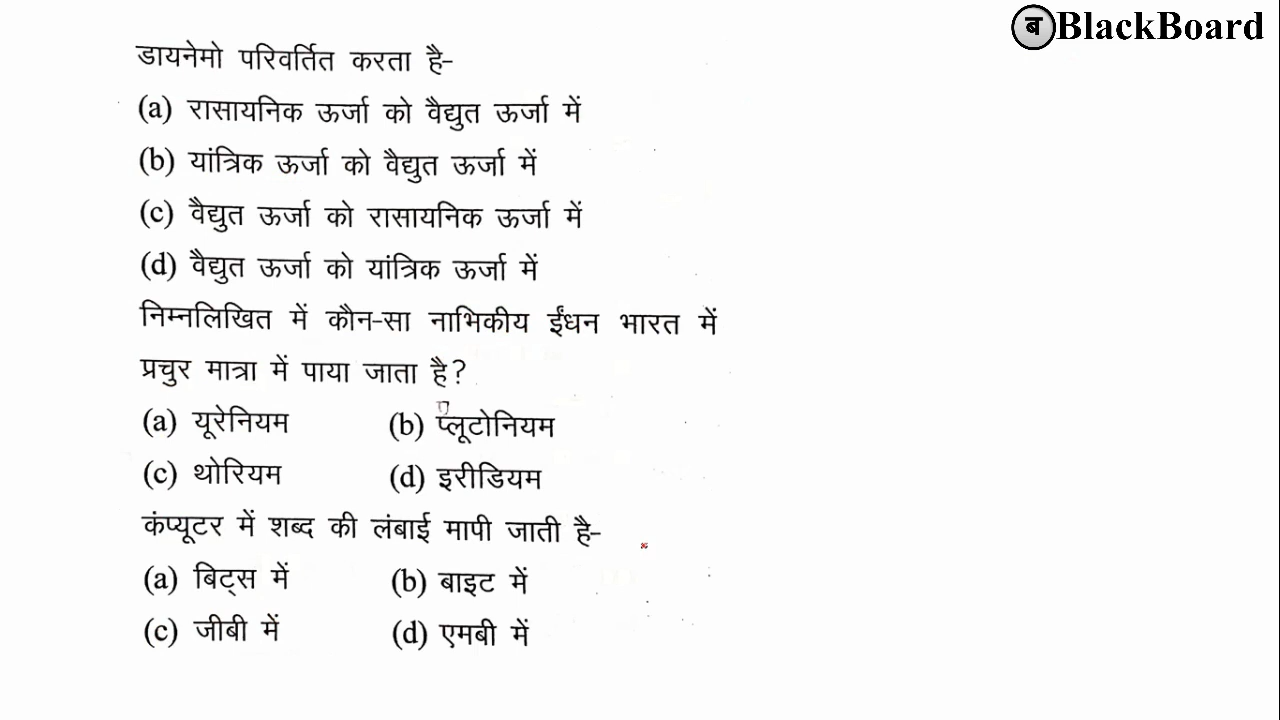 ब BlackBoard
डायनेमो परिवर्तित करता है-
(a) रासायनिक ऊर्जा को वैद्युत ऊर्जा में
(b) यांत्रिक ऊर्जा को वैद्युत ऊर्जा में
(c) वैद्युत ऊर्जा को रासायनिक ऊर्जा में
(d) वैद्युत ऊर्जा को यांत्रिक ऊर्जा में
निम्नलिखित में कौन-सा नाभिकीय ईंधन भारत में
प्रचुर मात्रा में पाया जाता है?
(a) यूरेनियम (b) प्लूटोनियम
(c) थोरियम (d) इरीडियम
कंप्यूटर में शब्द की लंबाई मापी जाती है-
(a) बिट्स में (b) बाइट में
(c) जीबी में (d) एमबी में